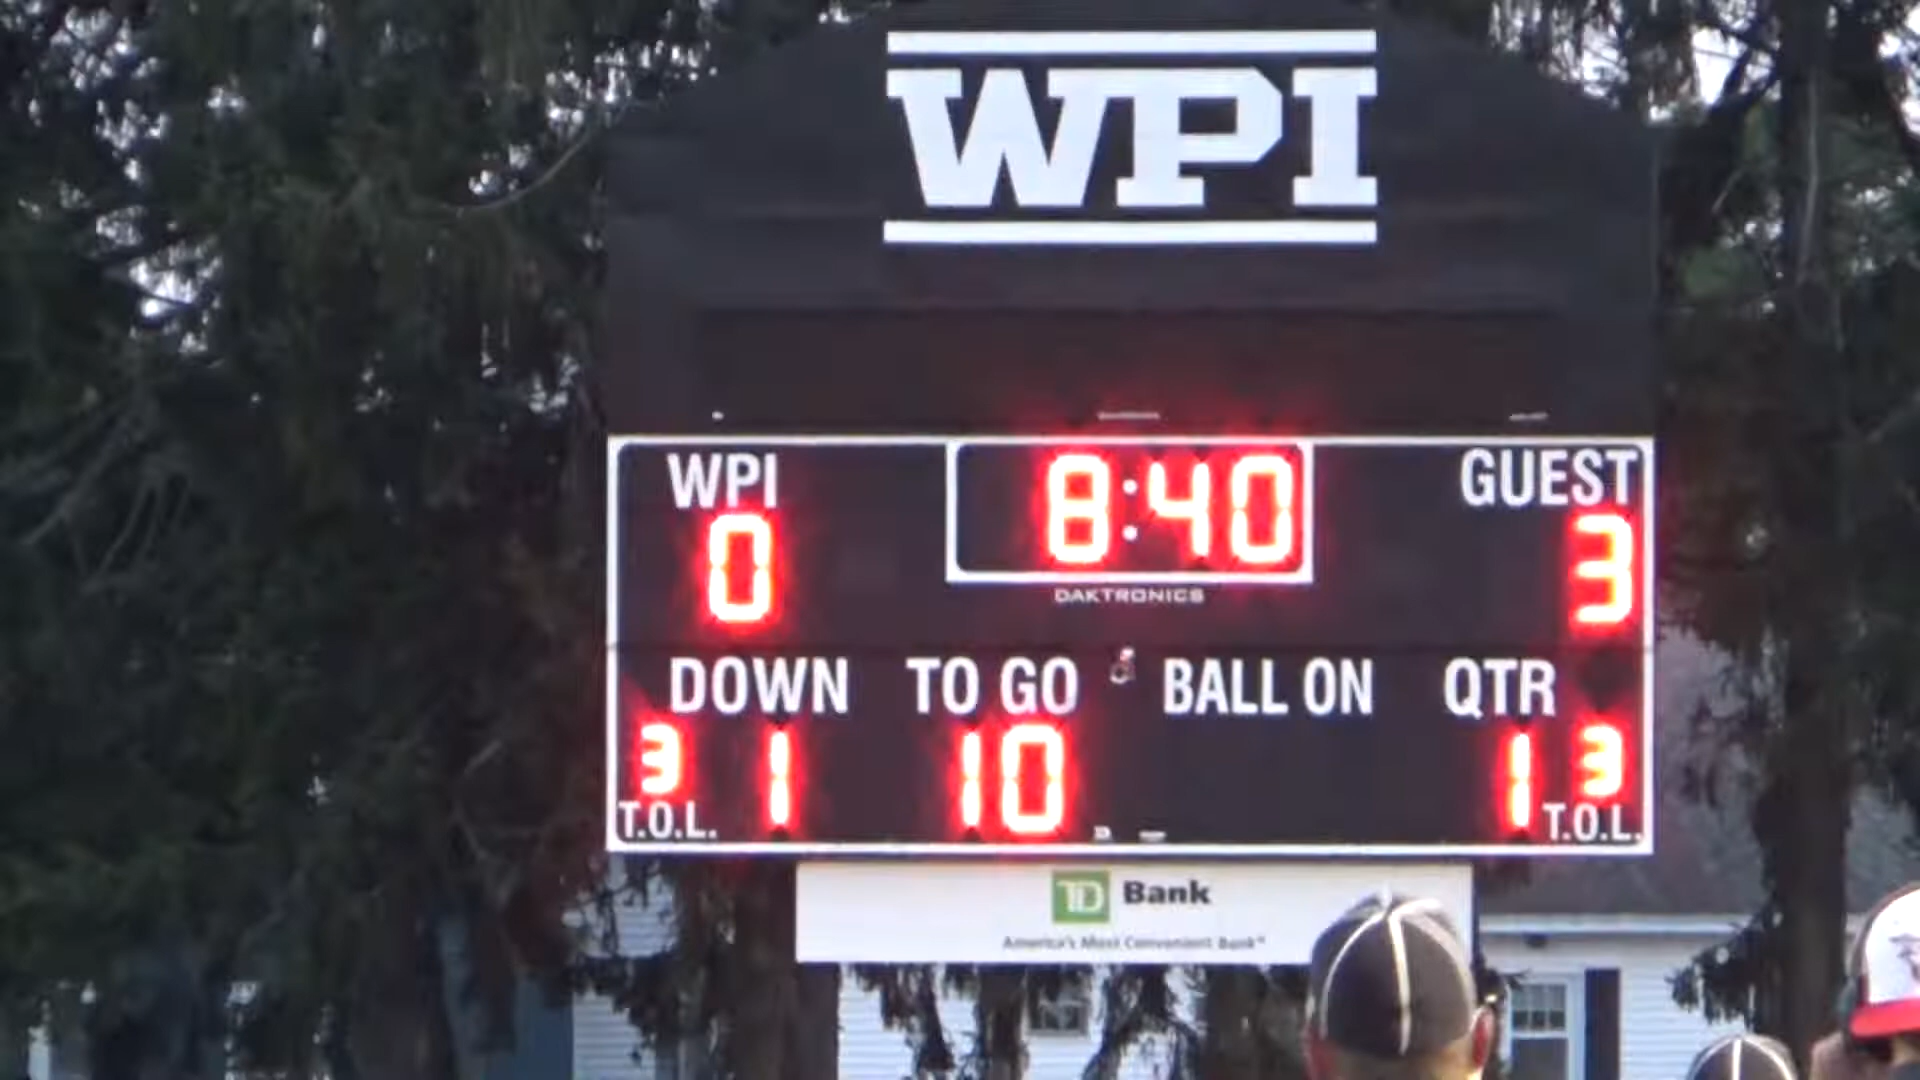 WPI
WPI 8:40 GUEST
0 3
DAKTRONICS
DOWN TO GO BALL ON QTR
3 1 10 1 3
T.O.L. T.O.L.
TD Bank
America's Most Convenient Bank®